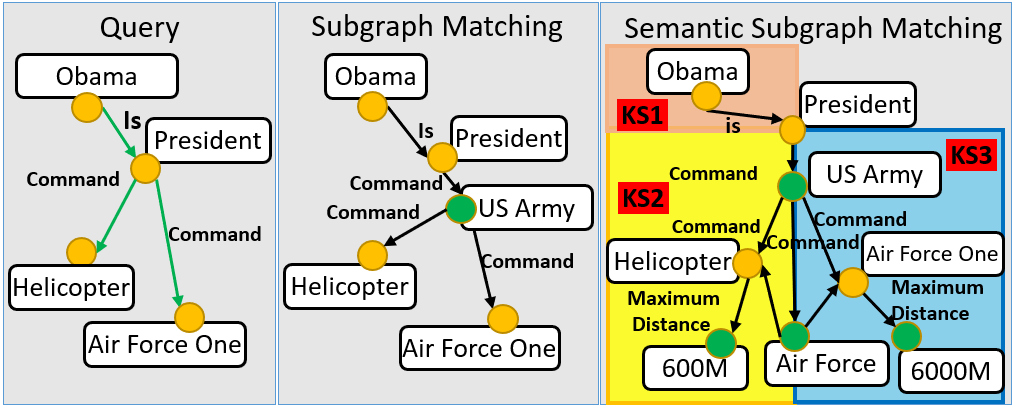 Query
Obama
Is
President
Command
Command
Helicopter
Air Force One
Subgraph Matching
Obama
Is
President
Command
Command
US Army
Command
Helicopter
Air Force One
Semantic Subgraph Matching
Obama
KS1
is
President
KS3
Command
US Army
KS2
Command
Command
Command
Helicopter
Air Force One
Maximum
Distance
Maximum
Distance
600M
Air Force
6000M